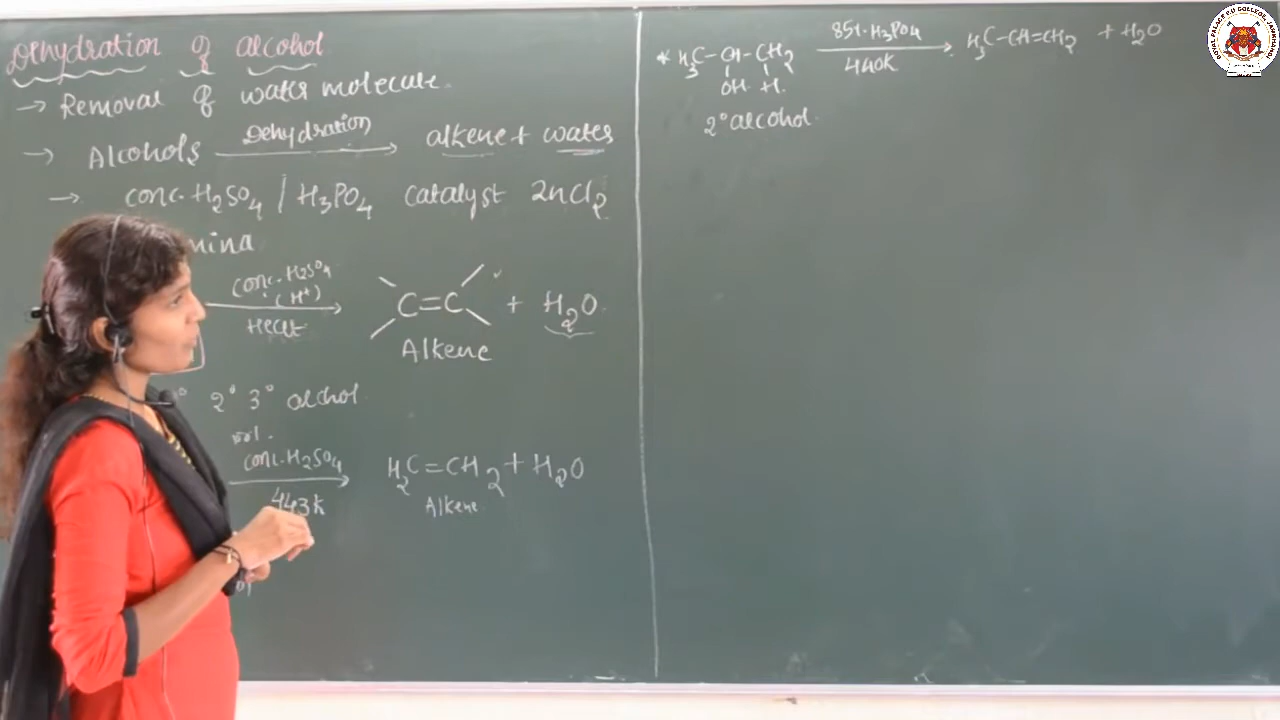 Dehydration of alcohol
→ Removal of water molecule.
→ Alcohols —Dehydration→ alkene + water
→ conc. H2SO4 / H3PO4 catalyst ZnCl2
mina
conc. H2SO4
(H+)
Heat
C=C + H2O
Alkene
2° 3° alchol
conc. H2SO4
443k
H2C=CH2 + H2O
Alkene
* H3C-CH-CH2 —85%. H3PO4→ H3C-CH=CH2 + H2O
440K
OH H.
2° alcohol.